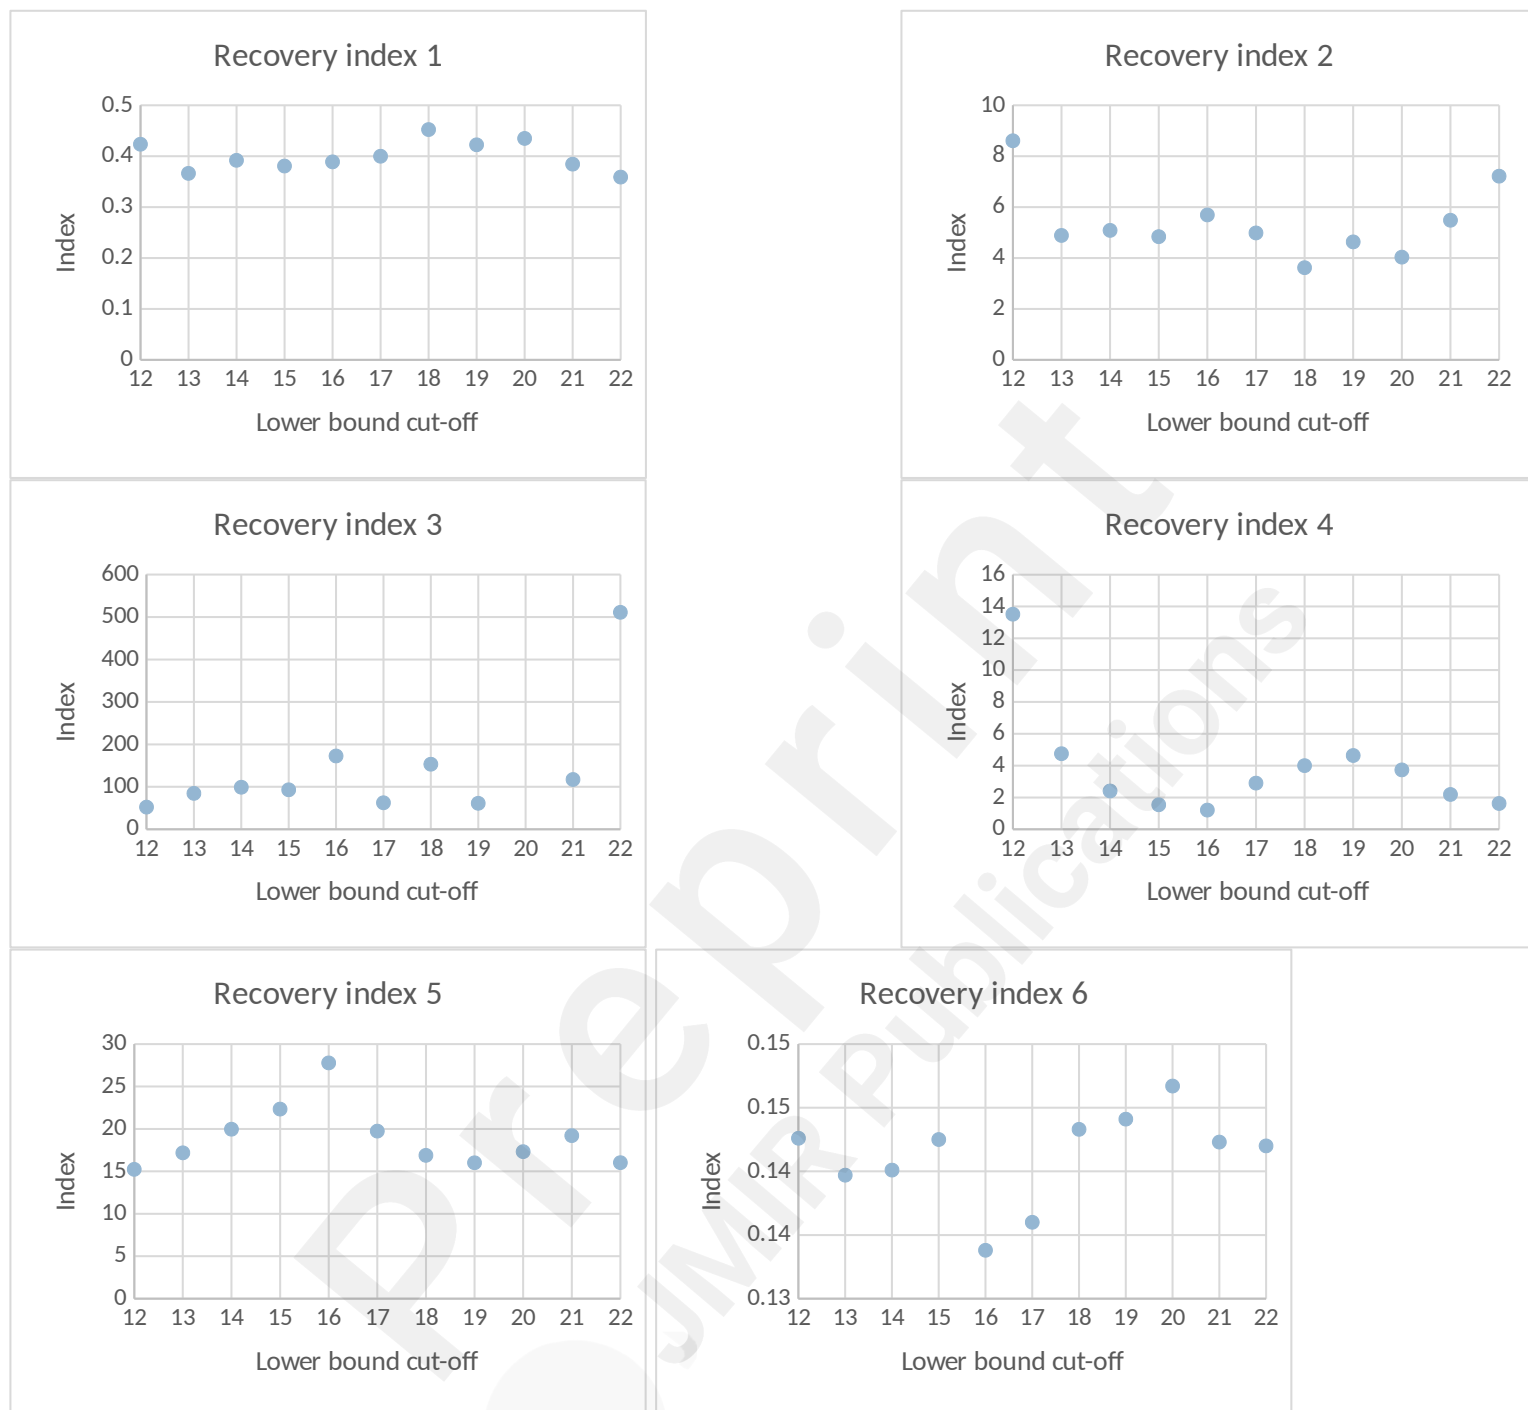 Recovery index 1
0.5
0.4
0.3
0.2
0.1
0
Index
12 13 14 15 16 17 18 19 20 21 22
Lower bound cut-off
Recovery index 2
10
8
6
4
2
0
Index
12 13 14 15 16 17 18 19 20 21 22
Lower bound cut-off
Recovery index 3
600
500
400
300
200
100
0
Index
12 13 14 15 16 17 18 19 20 21 22
Lower bound cut-off
Recovery index 4
16
14
12
10
8
6
4
2
0
Index
12 13 14 15 16 17 18 19 20 21 22
Lower bound cut-off
Recovery index 5
30
25
20
15
10
5
0
Index
12 13 14 15 16 17 18 19 20 21 22
Lower bound cut-off
Recovery index 6
0.15
0.15
0.14
0.14
0.13
Index
12 13 14 15 16 17 18 19 20 21 22
Lower bound cut-off
Preprint
JMIR Publications